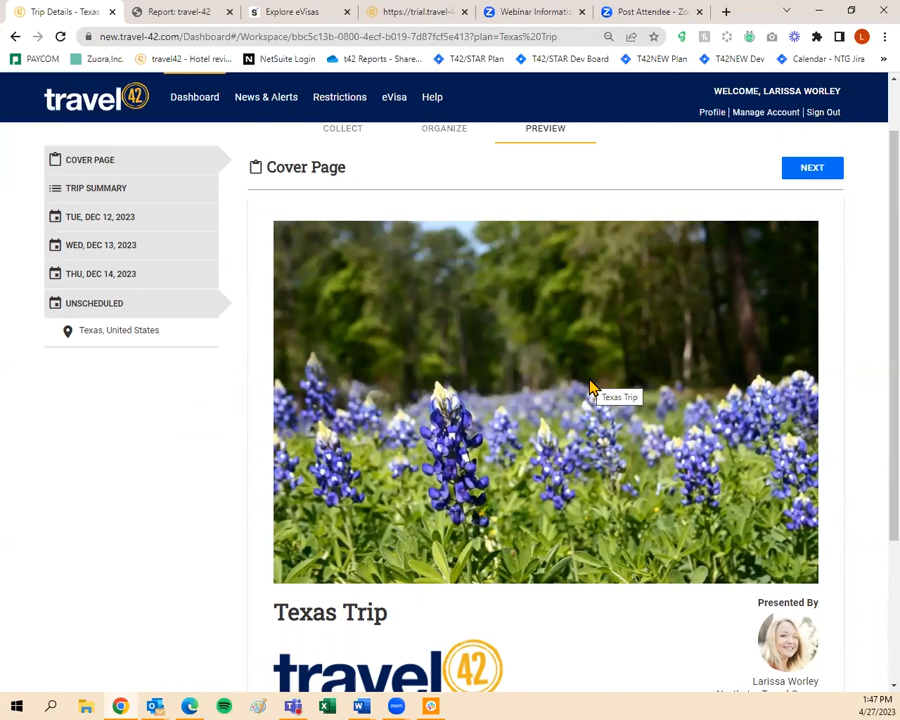 Trip Details - Texas
Report: travel-42
Explore eVisas
https://trial.travel-4
Webinar Informati
Post Attendee - Zo
new.travel-42.com/Dashboard#/Workspace/bbc5c13b-0800-4ecf-b019-7d87fcf5e413?plan=Texas%20Trip
PAYCOM
Zuora,Inc.
travel42 - Hotel revi...
NetSuite Login
t42 Reports - Share...
T42/STAR Plan
T42/STAR Dev Board
T42NEW Plan
T42NEW Dev
Calendar - NTG Jira
travel 42
Dashboard
News & Alerts
Restrictions
eVisa
Help
WELCOME, LARISSA WORLEY
Profile | Manage Account | Sign Out
COLLECT
ORGANIZE
PREVIEW
COVER PAGE
TRIP SUMMARY
TUE, DEC 12, 2023
WED, DEC 13, 2023
THU, DEC 14, 2023
UNSCHEDULED
Texas, United States
Cover Page
NEXT
Texas Trip
Texas Trip
travel 42
Presented By
Larissa Worley
1:47 PM
4/27/2023